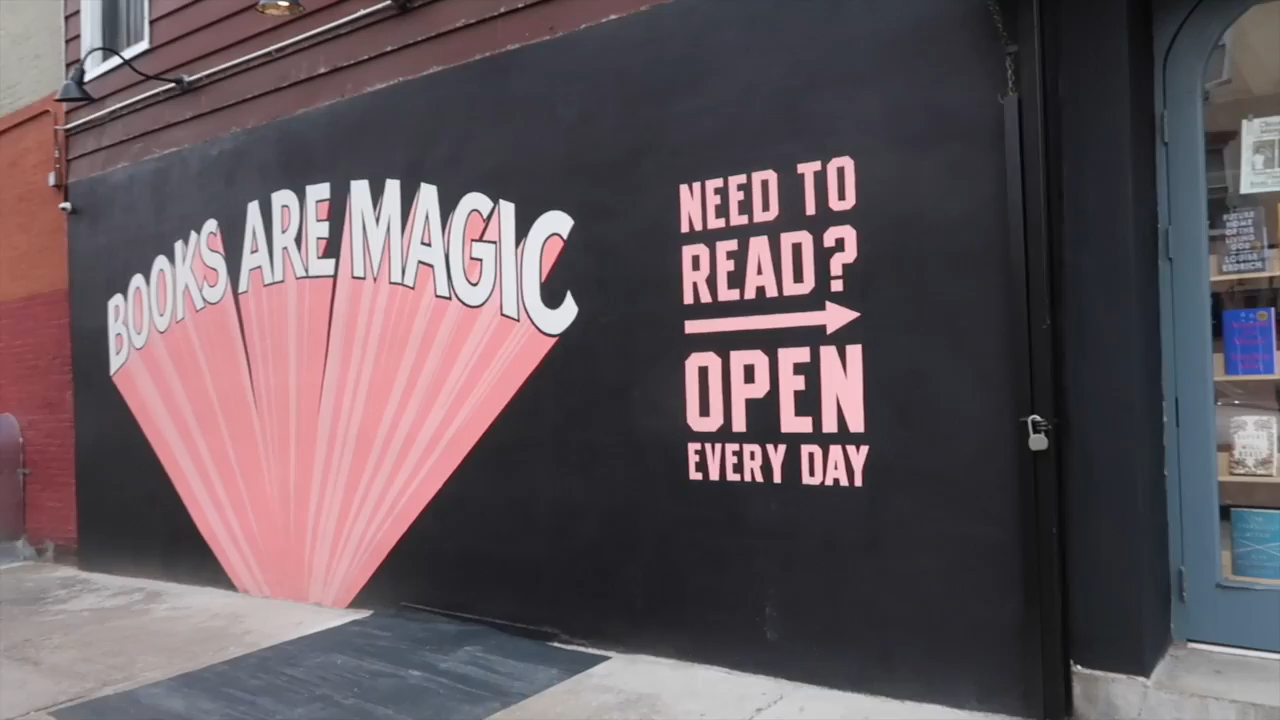 BOOKS ARE MAGIC
NEED TO
READ?
OPEN
EVERY DAY
FUTURE
HOME
OF THE
LIVING
GOD
LOUISE
ERDRICH